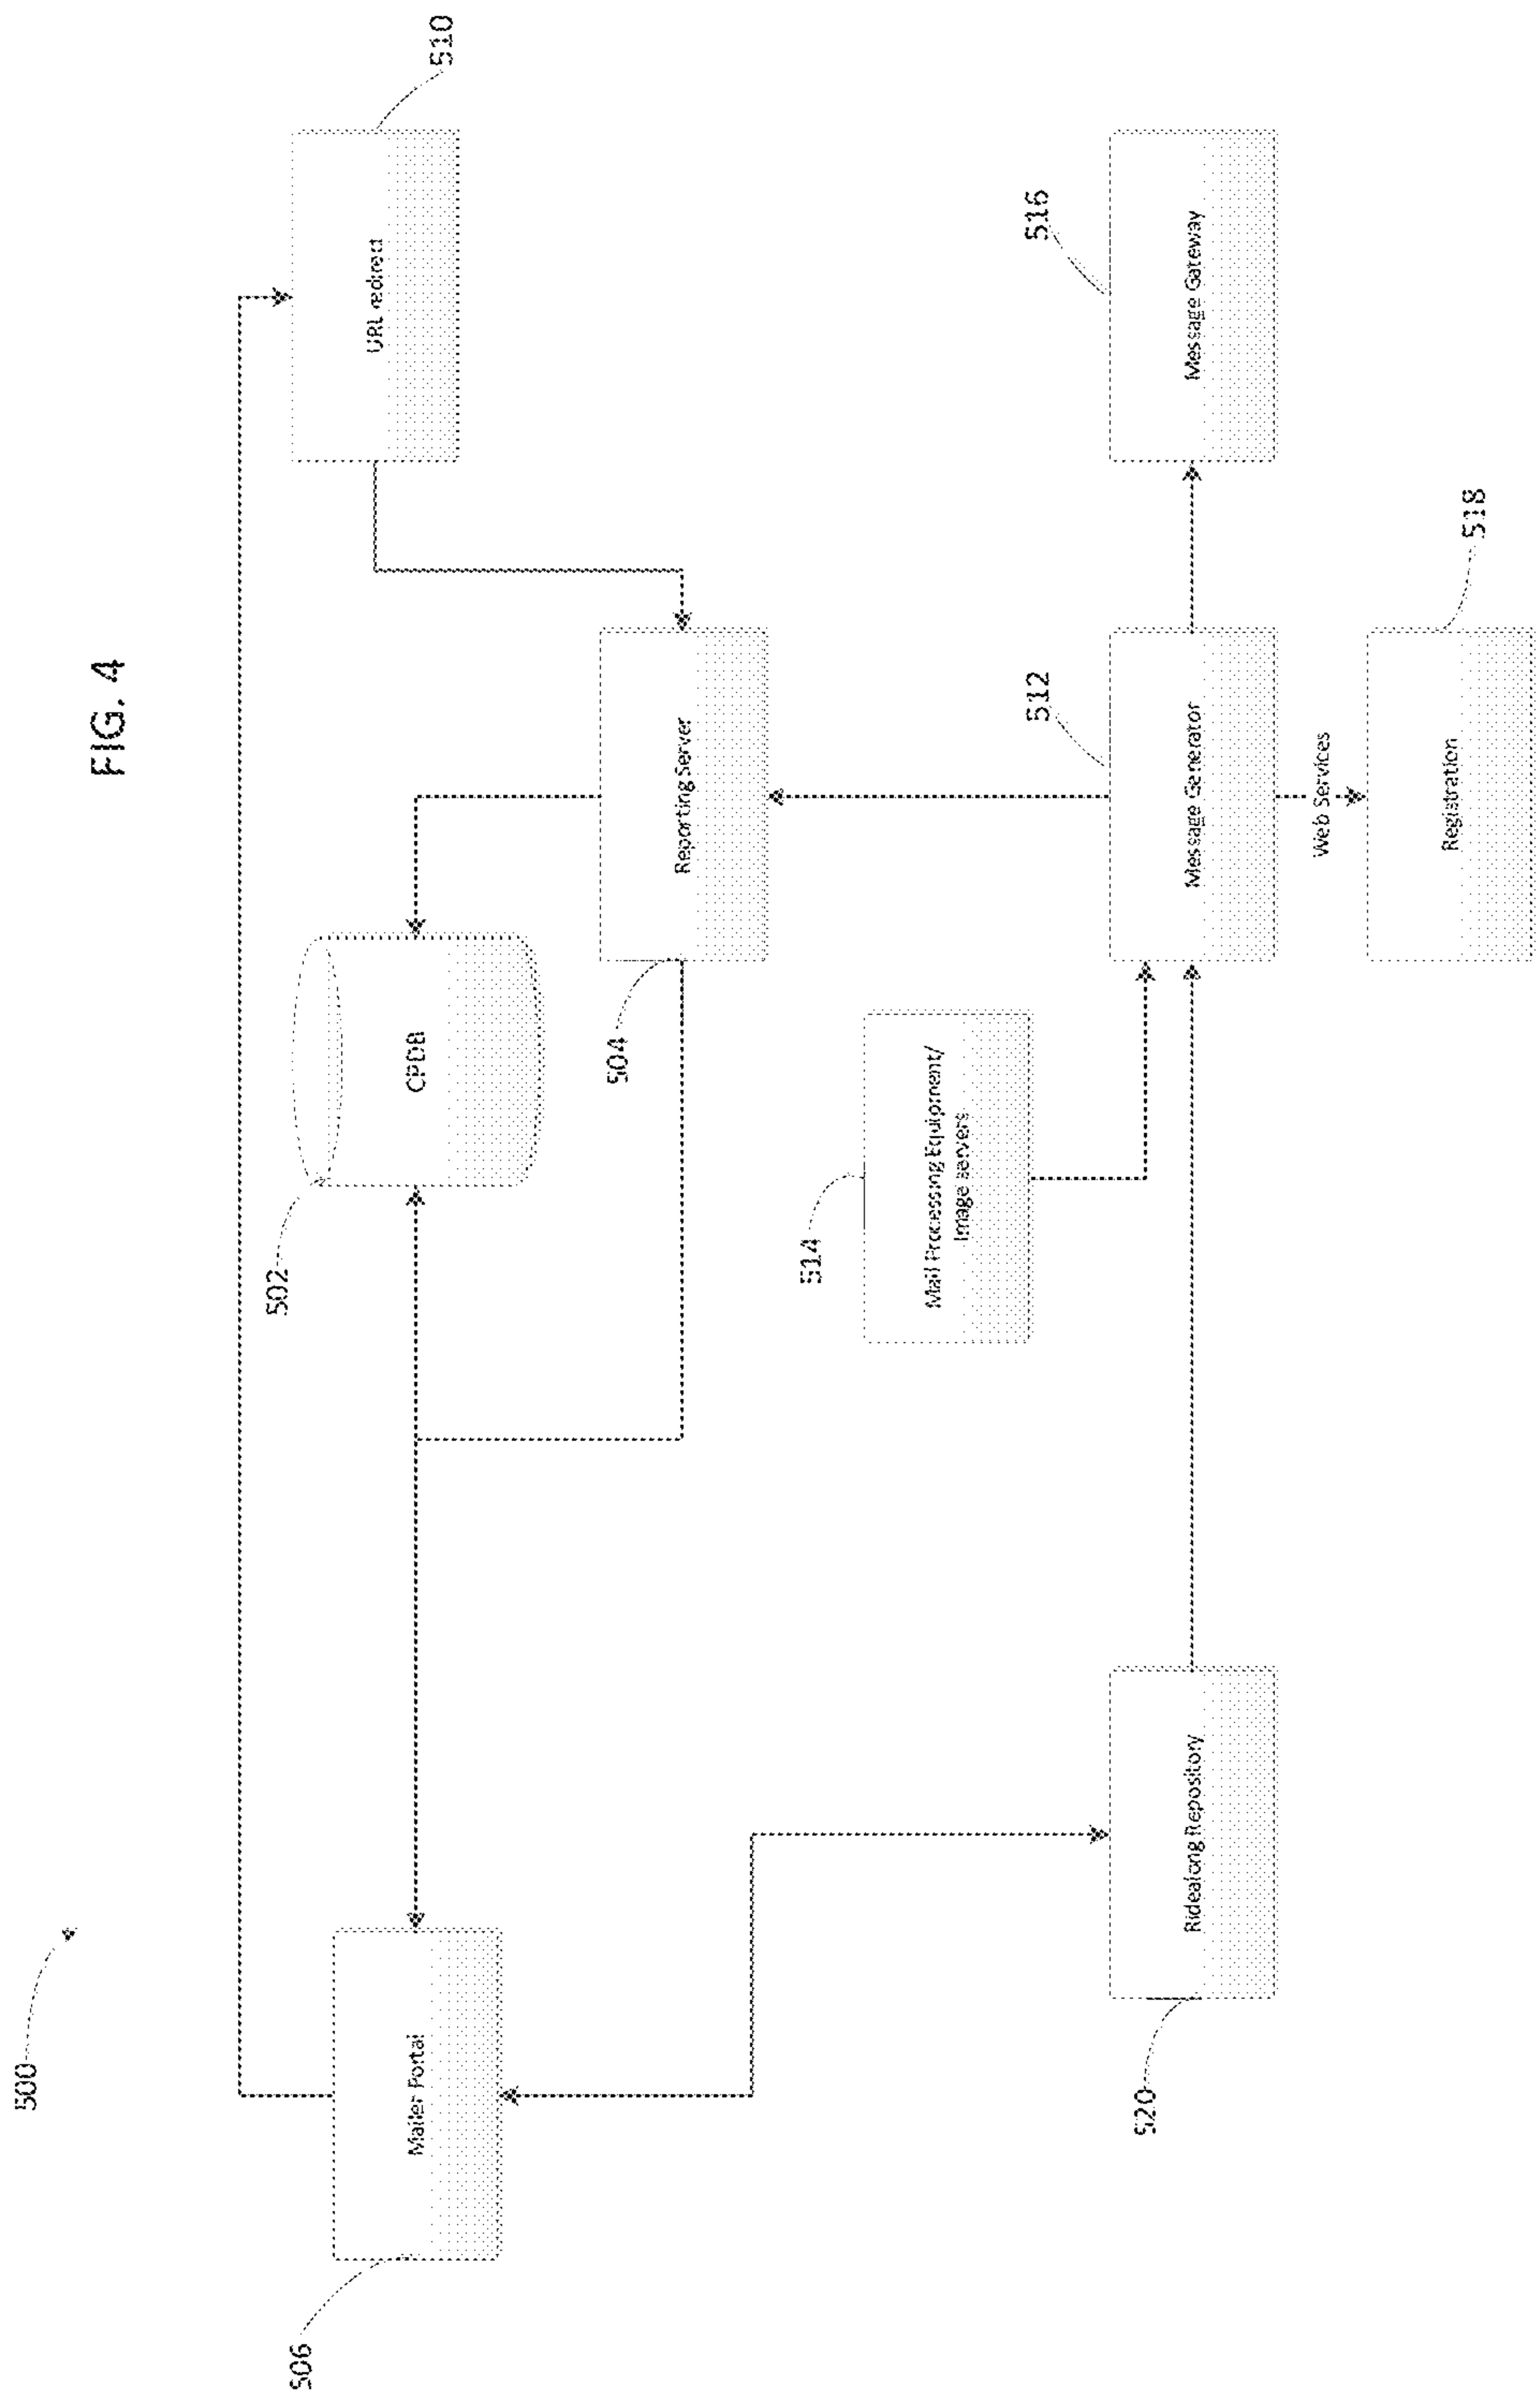 FIG. 4
500
510
URL redirect
502
CPDB
506
Mailer Portal
504
Reporting Server
514
Mail Processing Equipment/
Image servers
512
Message Generator
516
Message Gateway
520
Ridealong Repository
Web Services
518
Registration